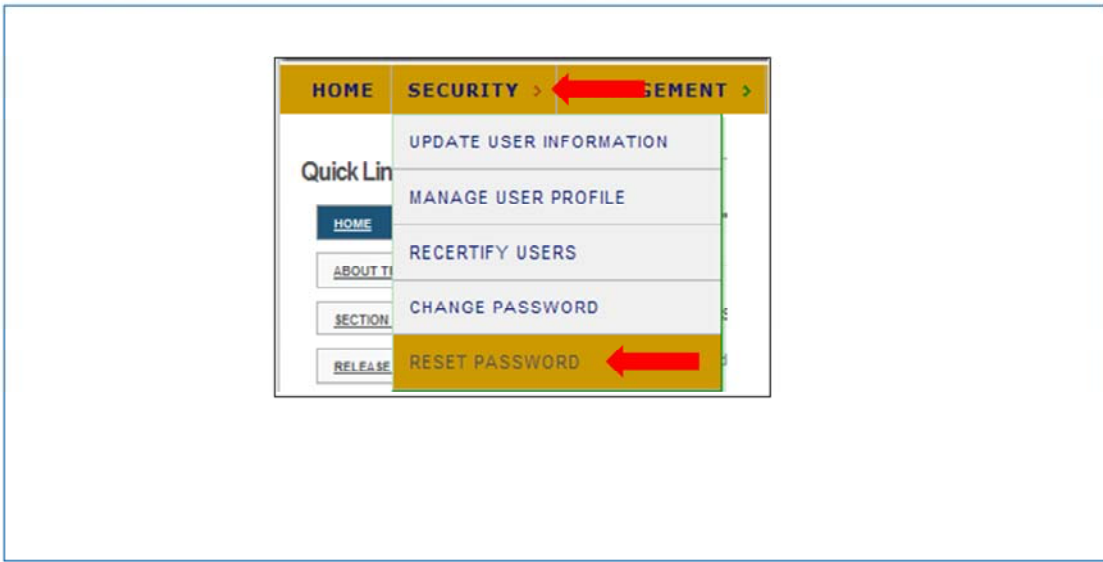 HOME SECURITY > GEMENT >
UPDATE USER INFORMATION
Quick Lin
MANAGE USER PROFILE
HOME
RECERTIFY USERS
ABOUT
CHANGE PASSWORD
SECTION
RESET PASSWORD
RELEASE